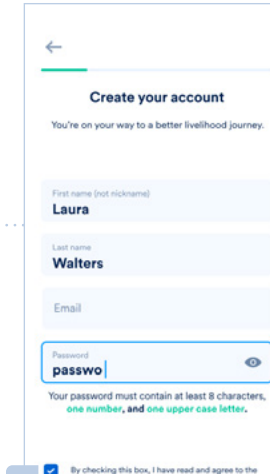 Create your account
You're on your way to a better livelihood journey.
First name (not nickname)
Laura
Last name
Walters
Email
Password
passwo
Your password must contain at least 8 characters,
one number, and one upper case letter.
By checking this box, I have read and agree to the